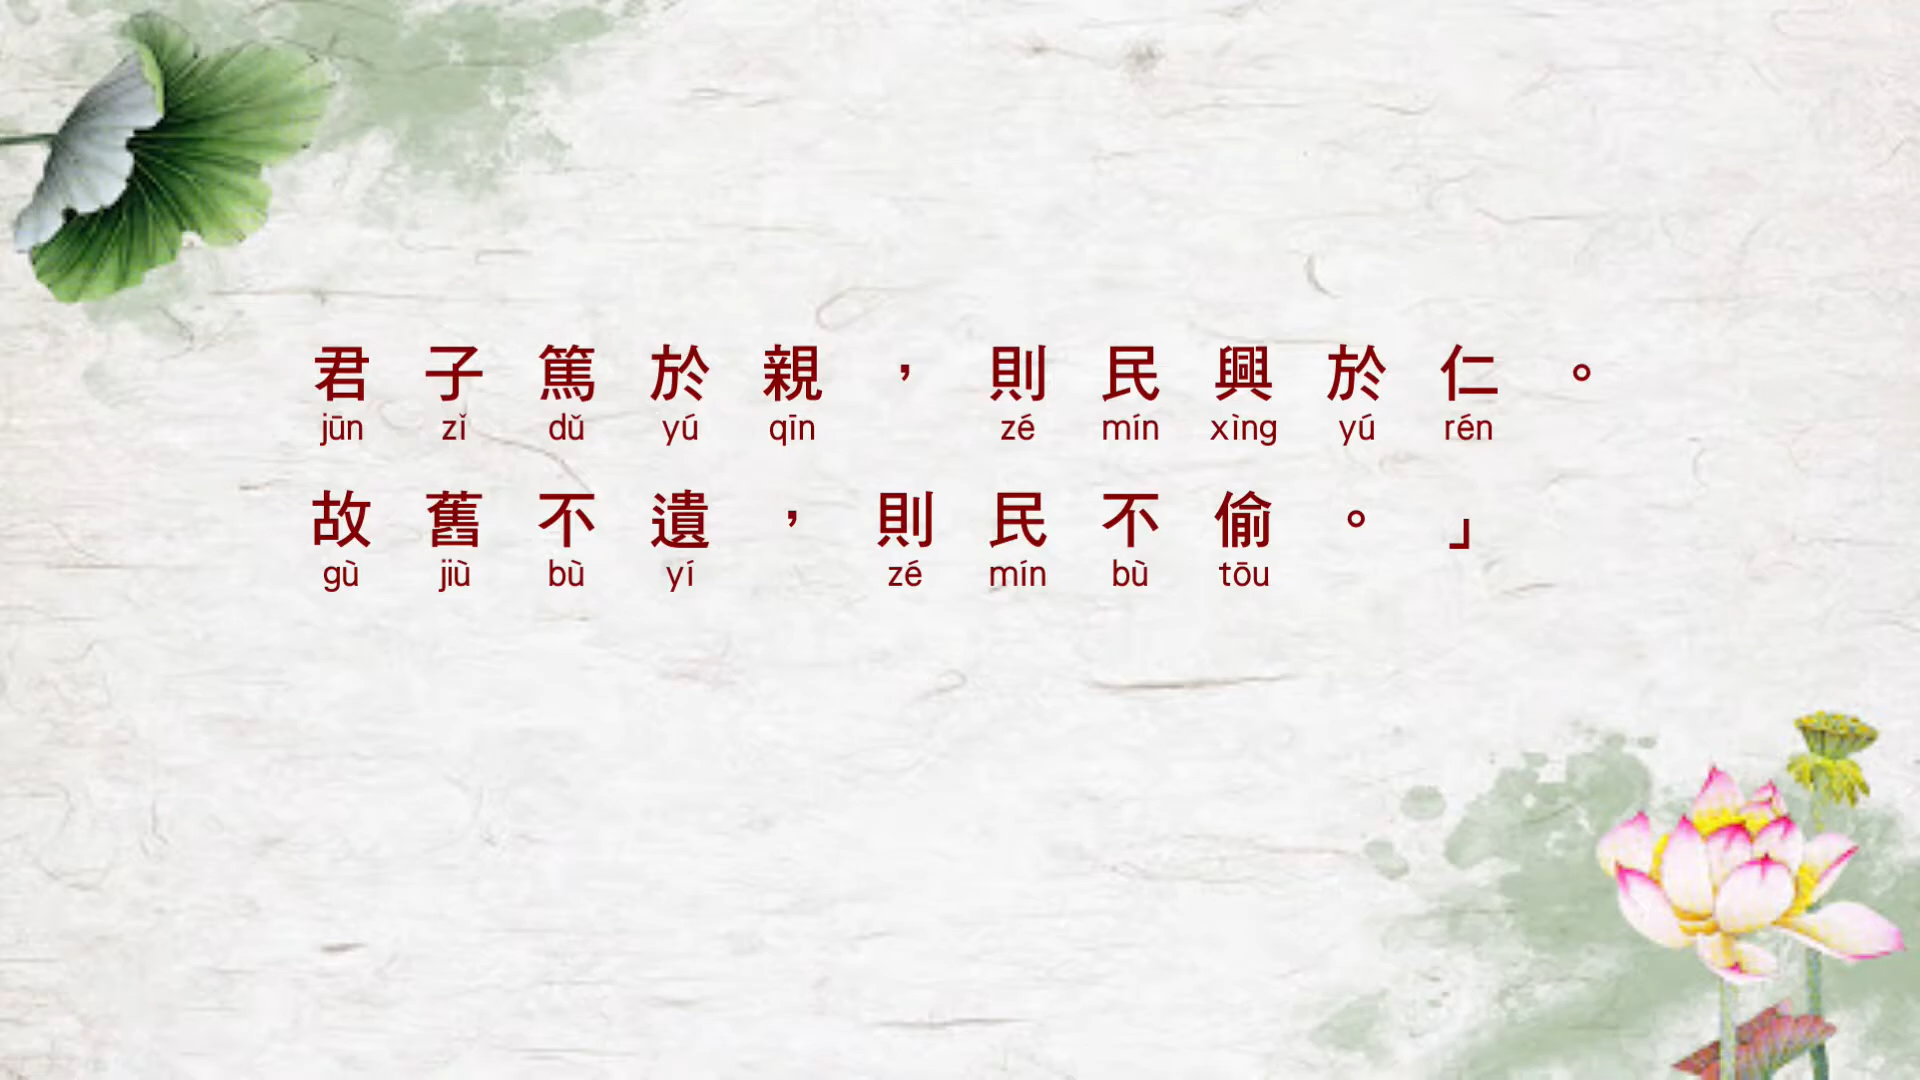 君子篤於親，則民興於仁。
jūn zǐ dǔ yú qīn zé mín xìng yú rén
故舊不遺，則民不偷。」
gù jiù bù yí zé mín bù tōu